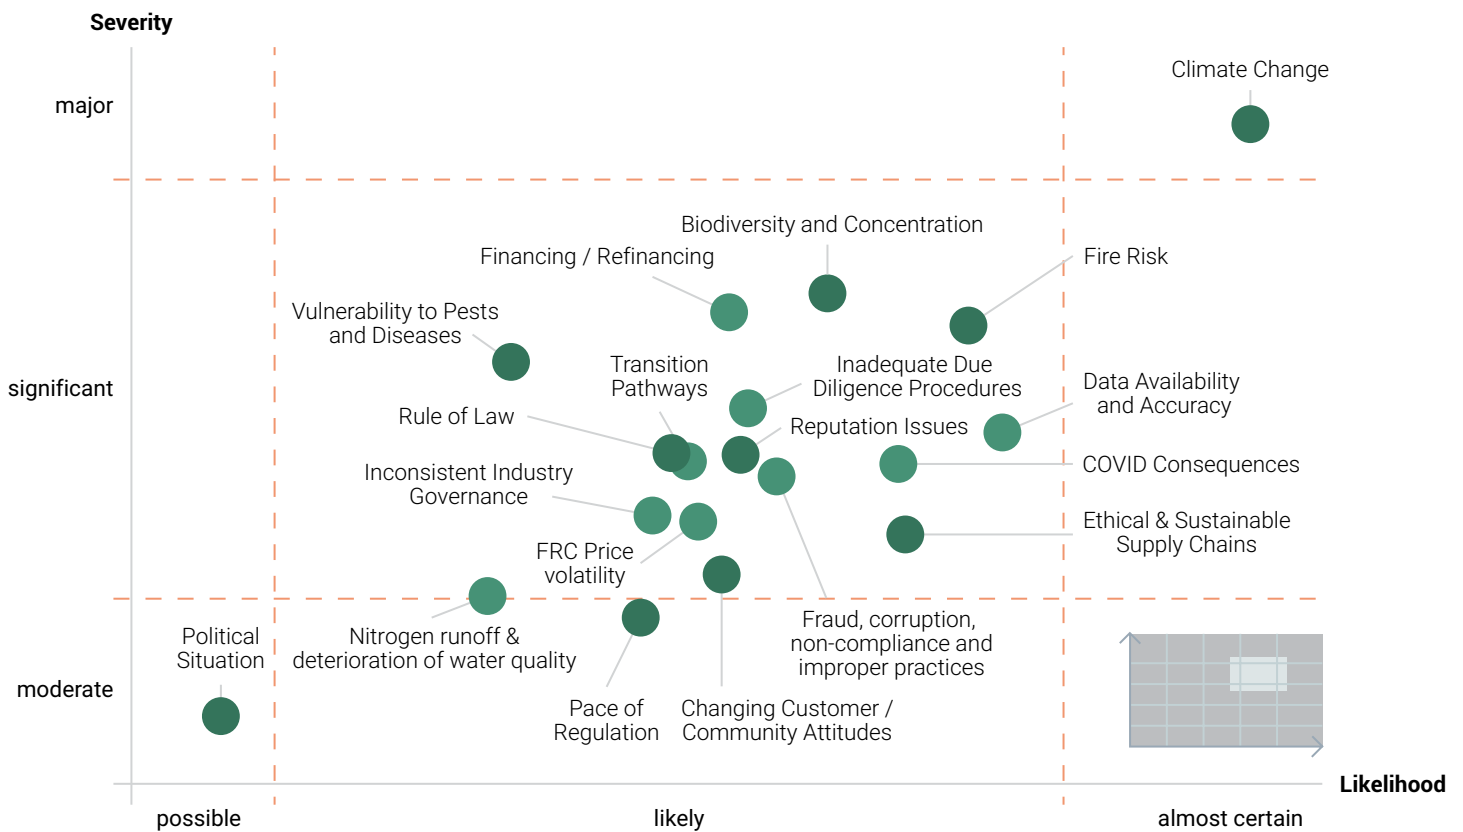 Severity
Climate Change
major
Biodiversity and Concentration
Financing / Refinancing
Fire Risk
Vulnerability to Pests
and Diseases
Transition
Pathways
Inadequate Due
Diligence Procedures
Data Availability
and Accuracy
significant
Rule of Law
Reputation Issues
Inconsistent Industry
Governance
COVID Consequences
Ethical & Sustainable
Supply Chains
FRC Price
volatility
Fraud, corruption,
non-compliance and
improper practices
Political
Situation
Nitrogen runoff &
deterioration of water quality
moderate
Pace of
Regulation
Changing Customer /
Community Attitudes
Likelihood
possible
likely
almost certain